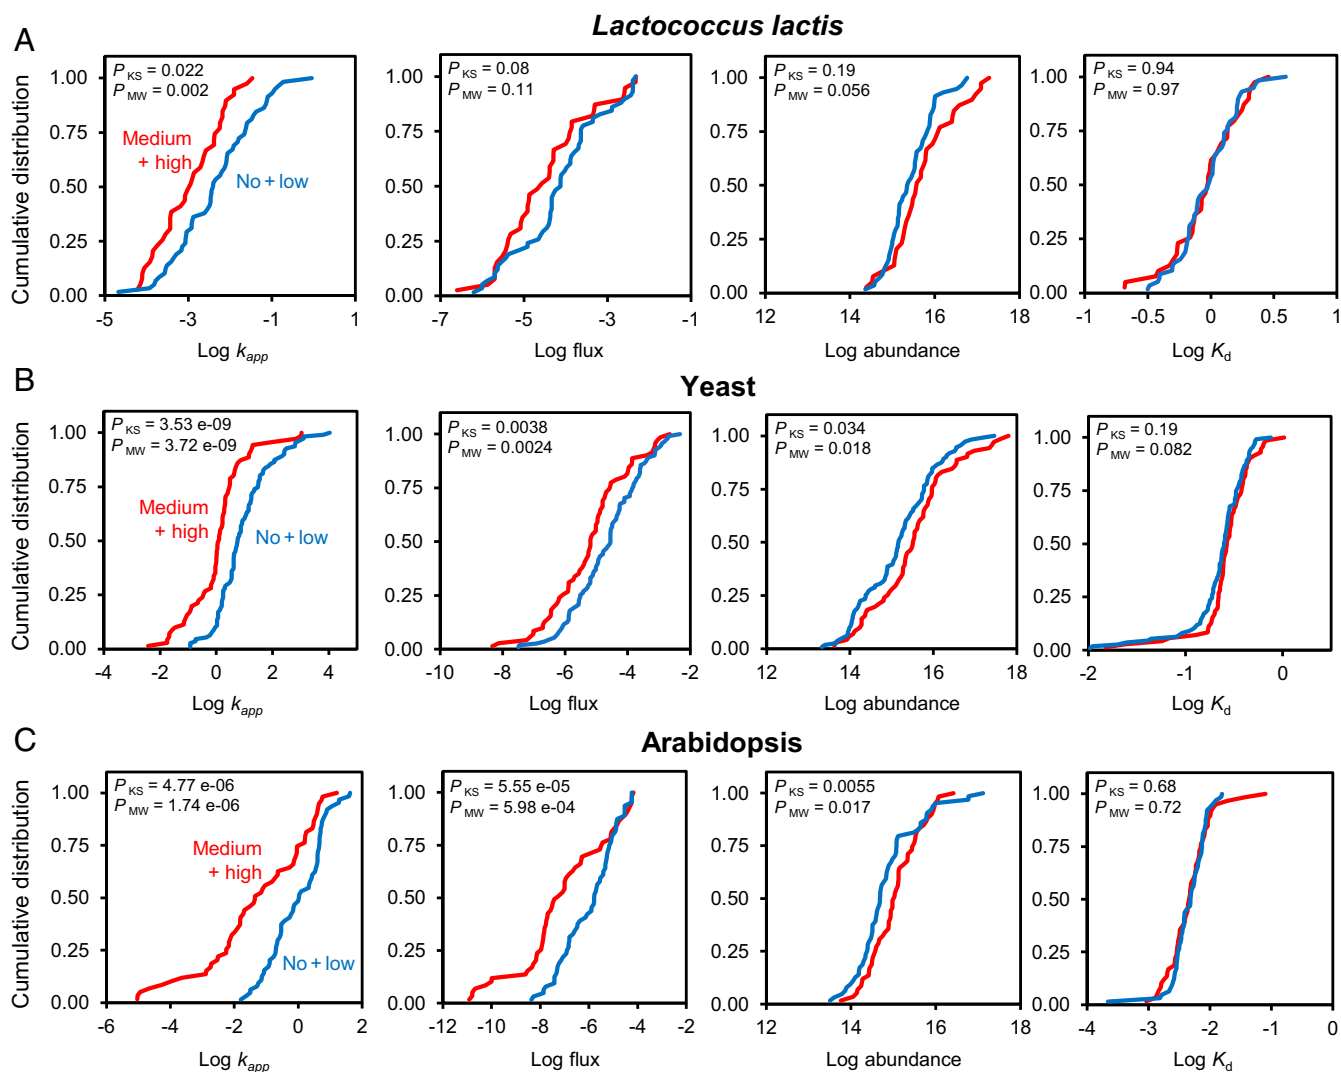 Lactococcus lactis
A
Cumulative distribution
1.00
0.75
0.50
0.25
0.00
P KS = 0.022
P MW = 0.002
Medium
+ high
No + low
-5 -3 -1 1
Log kapp
P KS = 0.08
P MW = 0.11
1.00
0.75
0.50
0.25
0.00
-7 -5 -3 -1
Log flux
P KS = 0.19
P MW = 0.056
1.00
0.75
0.50
0.25
0.00
12 14 16 18
Log abundance
P KS = 0.94
P MW = 0.97
1.00
0.75
0.50
0.25
0.00
-1 -0.5 0 0.5 1
Log Kd
B
Yeast
Cumulative distribution
1.00
0.75
0.50
0.25
0.00
P KS = 3.53 e-09
P MW = 3.72 e-09
Medium
+ high
No + low
-4 -2 0 2 4
Log kapp
P KS = 0.0038
P MW = 0.0024
1.00
0.75
0.50
0.25
0.00
-10 -8 -6 -4 -2
Log flux
P KS = 0.034
P MW = 0.018
1.00
0.75
0.50
0.25
0.00
12 14 16 18
Log abundance
P KS = 0.19
P MW = 0.082
1.00
0.75
0.50
0.25
0.00
-2 -1 0
Log Kd
C
Arabidopsis
Cumulative distribution
1.00
0.75
0.50
0.25
0.00
P KS = 4.77 e-06
P MW = 1.74 e-06
Medium
+ high
No + low
-6 -4 -2 0 2
Log kapp
P KS = 5.55 e-05
P MW = 5.98 e-04
1.00
0.75
0.50
0.25
0.00
-12 -10 -8 -6 -4 -2
Log flux
P KS = 0.0055
P MW = 0.017
1.00
0.75
0.50
0.25
0.00
12 14 16 18
Log abundance
P KS = 0.68
P MW = 0.72
1.00
0.75
0.50
0.25
0.00
-4 -3 -2 -1 0
Log Kd